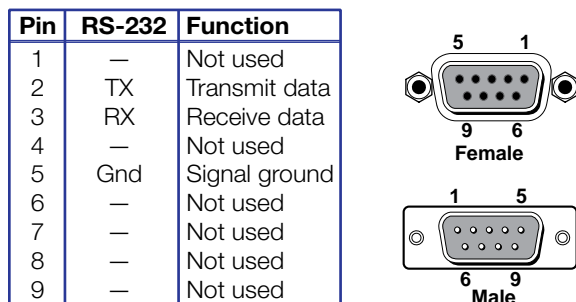 Pin RS-232 Function
1 — Not used
2 TX Transmit data
3 RX Receive data
4 — Not used
5 Gnd Signal ground
6 — Not used
7 — Not used
8 — Not used
9 — Not used
5 1
9 6
Female
1 5
6 9
Male